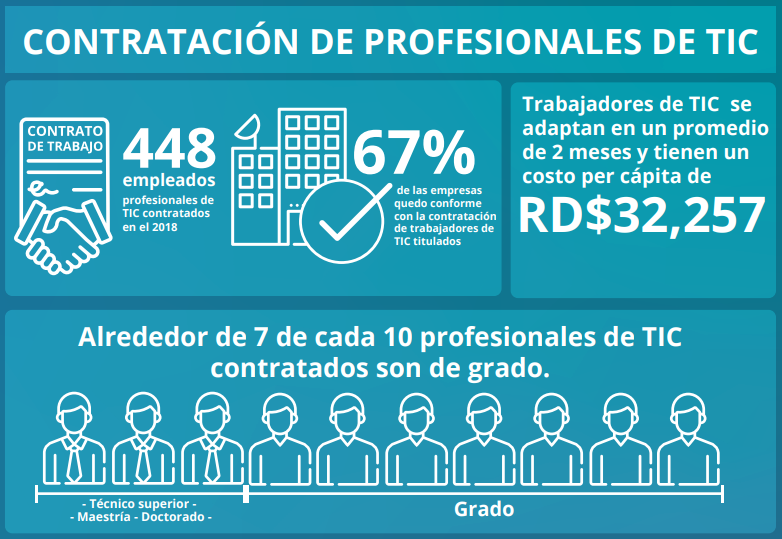 CONTRATACIÓN DE PROFESIONALES DE TIC
CONTRATO
DE TRABAJO
448
empleados
profesionales de
TIC contratados
en el 2018
67%
de las empresas
quedo conforme
con la contratación
de trabajadores de
TIC titulados
Trabajadores de TIC se
adaptan en un promedio
de 2 meses y tienen un
costo per cápita de
RD$32,257
Alrededor de 7 de cada 10 profesionales de TIC
contratados son de grado.
- Técnico superior -
- Maestría - Doctorado -
Grado